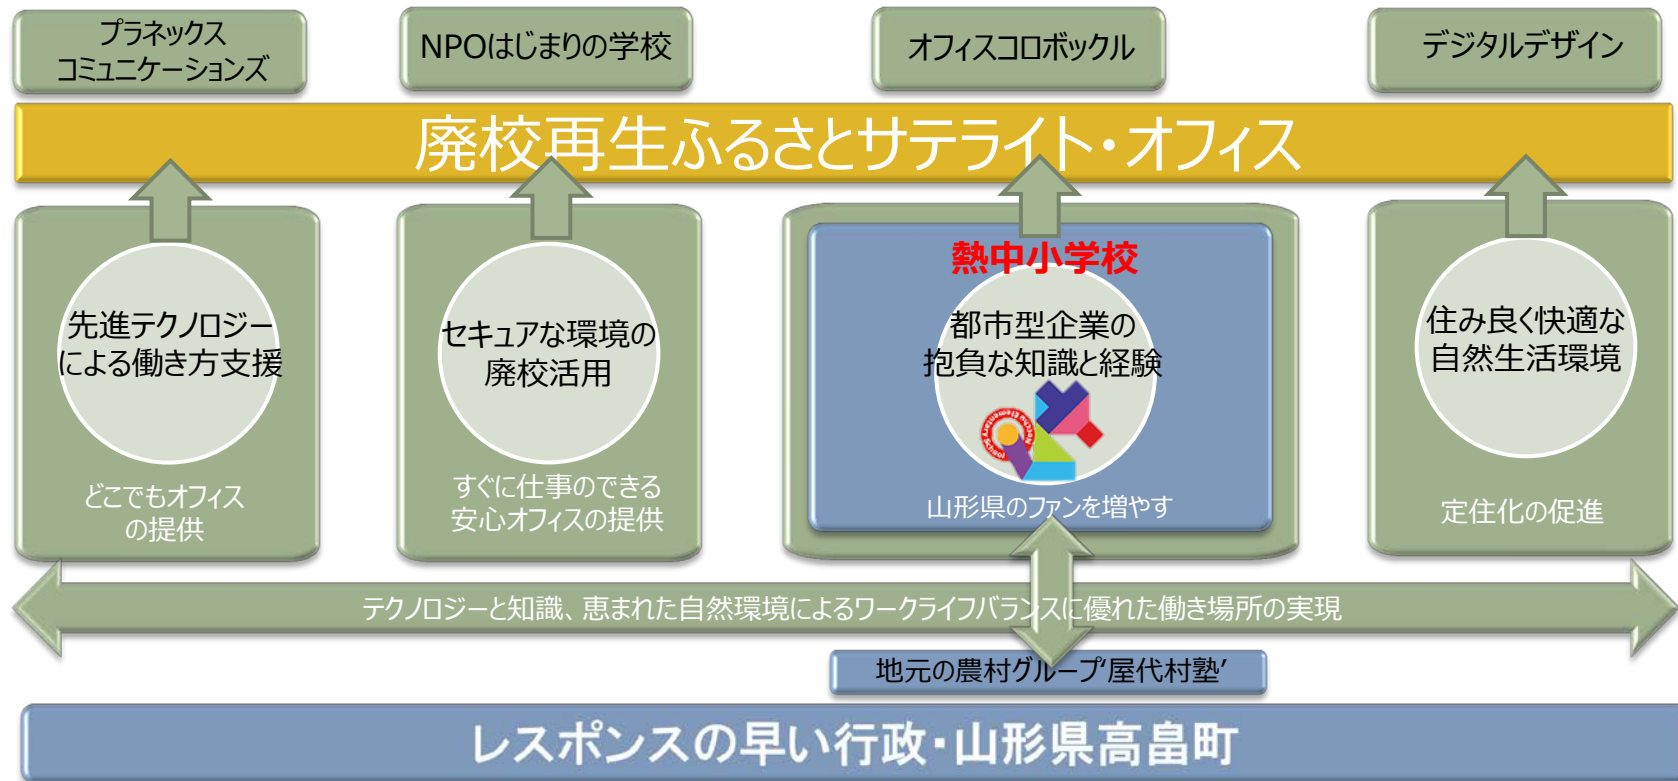 プラネックス
コミュニケーションズ
NPOはじまりの学校
オフィスコロボックル
デジタルデザイン
廃校再生ふるさとサテライト・オフィス
先進テクノロジー
による働き方支援
どこでもオフィス
の提供
セキュアな環境の
廃校活用
すぐに仕事のできる
安心オフィスの提供
熱中小学校
都市型企業の
抱負な知識と経験
Necchu Elementary School
山形県のファンを増やす
住み良く快適な
自然生活環境
定住化の促進
テクノロジーと知識、恵まれた自然環境によるワークライフバランスに優れた働き場所の実現
地元の農村グループ‘屋代村塾’
レスポンスの早い行政・山形県高畠町